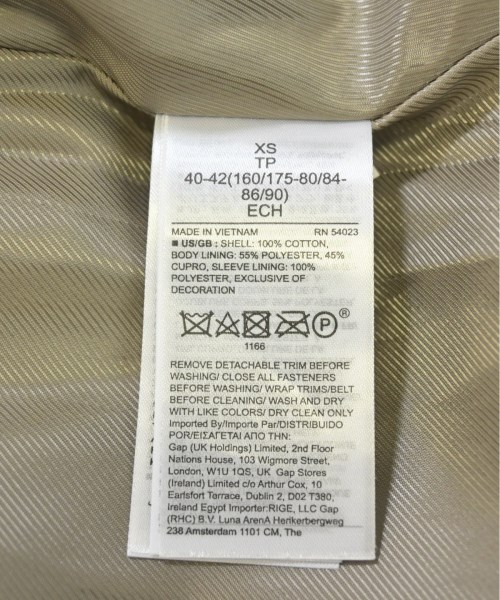 XS
TP
40-42(160/175-80/84-
86/90)
ECH
MADE IN VIETNAM RN 54023
■ US/GB : SHELL: 100% COTTON,
BODY LINING: 55% POLYESTER, 45%
CUPRO, SLEEVE LINING: 100%
POLYESTER, EXCLUSIVE OF
DECORATION
P ®
1166
REMOVE DETACHABLE TRIM BEFORE
WASHING/ CLOSE ALL FASTENERS
BEFORE WASHING/ WRAP TRIMS/BELT
BEFORE CLEANING/ WASH AND DRY
WITH LIKE COLORS/ DRY CLEAN ONLY
Imported By/Importe Par/DISTRIBUIDO
POR/ΕΙΣΑΓΕΤΑΙ ΑΠΟ ΤΗΝ:
Gap (UK Holdings) Limited, 2nd Floor
Nations House, 103 Wigmore Street,
London, W1U 1QS, UK Gap Stores
(Ireland) Limited c/o Arthur Cox, 10
Earlsfort Terrace, Dublin 2, D02 T380,
Ireland Egypt Importer:RIGE, LLC Gap
(RHC) B.V. Luna ArenA Herikerbergweg
238 Amsterdam 1101 CM, The